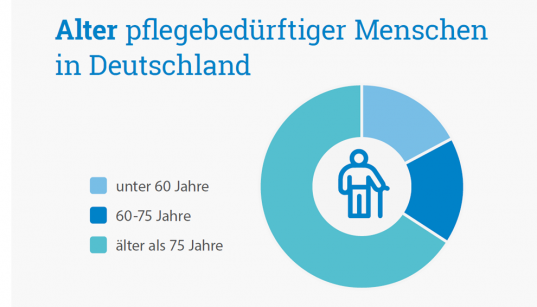 Alter pflegebedürftiger Menschen
in Deutschland
unter 60 Jahre
60-75 Jahre
älter als 75 Jahre